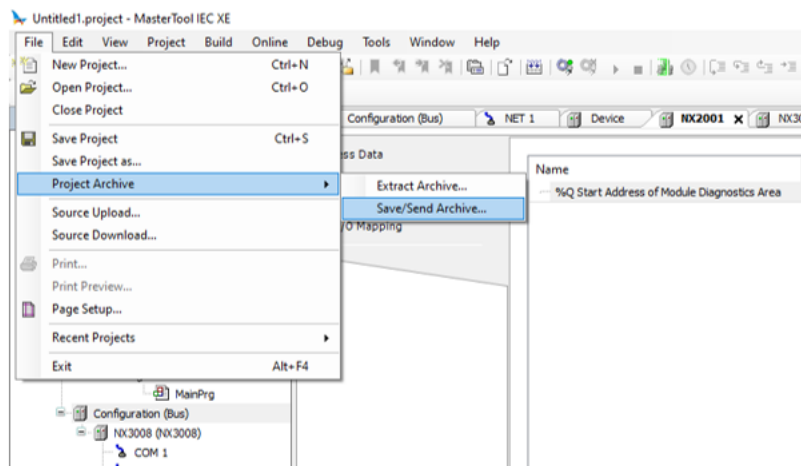 Untitled1.project - MasterTool IEC XE
File Edit View Project Build Online Debug Tools Window Help
New Project... Ctrl+N
Open Project... Ctrl+O
Close Project
Configuration (Bus) NET 1 Device NX2001
Save Project Ctrl+S
Save Project as...
Name
Project Archive
Extract Archive...
%Q Start Address of Module Diagnostics Area
Save/Send Archive...
Source Upload...
/O Mapping
Source Download...
Print...
Print Preview...
Page Setup...
Recent Projects
Exit Alt+F4
MainPrg
Configuration (Bus)
NX3008 (NX3008)
COM 1